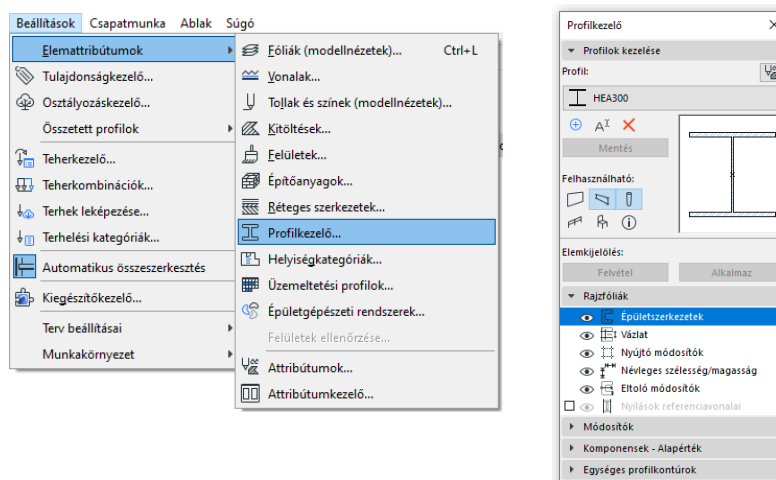 Beállítások Csapatmunka Ablak Súgó
Elemattribútumok
Tulajdonságkezelő...
Osztályozáskezelő...
Összetett profilok
Teherkezelő...
Teherkombinációk...
Terhek leképezése...
Terhelési kategóriák...
Automatikus összeszerkesztés
Kiegészítőkezelő...
Terv beállításai
Munkakörnyezet
Fóliák (modellnézetek)... Ctrl+L
Vonalak...
Tollak és színek (modellnézetek)...
Kitöltések...
Felületek...
Építőanyagok...
Réteges szerkezetek...
Profilkezelő...
Helyiségkategóriák...
Üzemeltetési profilok...
Épületgépészeti rendszerek...
Felületek ellenőrzése...
Attribútumok...
Attribútumkezelő...
Profilkezelő
Profilok kezelése
Profil:
HEA300
Mentés
Felhasználható:
Elemkijelölés:
Felvétel Alkalmaz
Rajzfóliák
Épületszerkezetek
Vázlat
Nyújtó módosítók
Névleges szélesség/magasság
Eltoló módosítók
Nyílások referenciavonalai
Módosítók
Komponensek - Alapérték
Egységes profilkontúrok